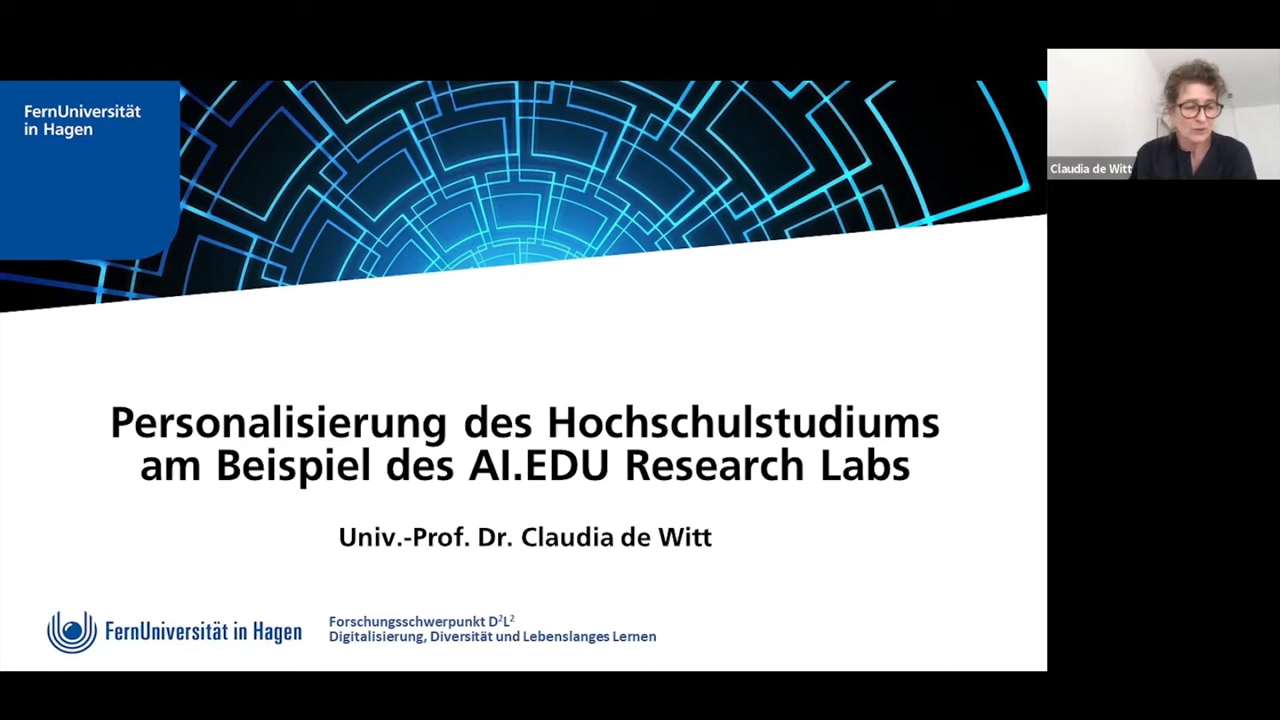 FernUniversität
in Hagen
Claudia de Witt
Personalisierung des Hochschulstudiums
am Beispiel des AI.EDU Research Labs
Univ.-Prof. Dr. Claudia de Witt
FernUniversität in Hagen
Forschungsschwerpunkt D²L²
Digitalisierung, Diversität und Lebenslanges Lernen